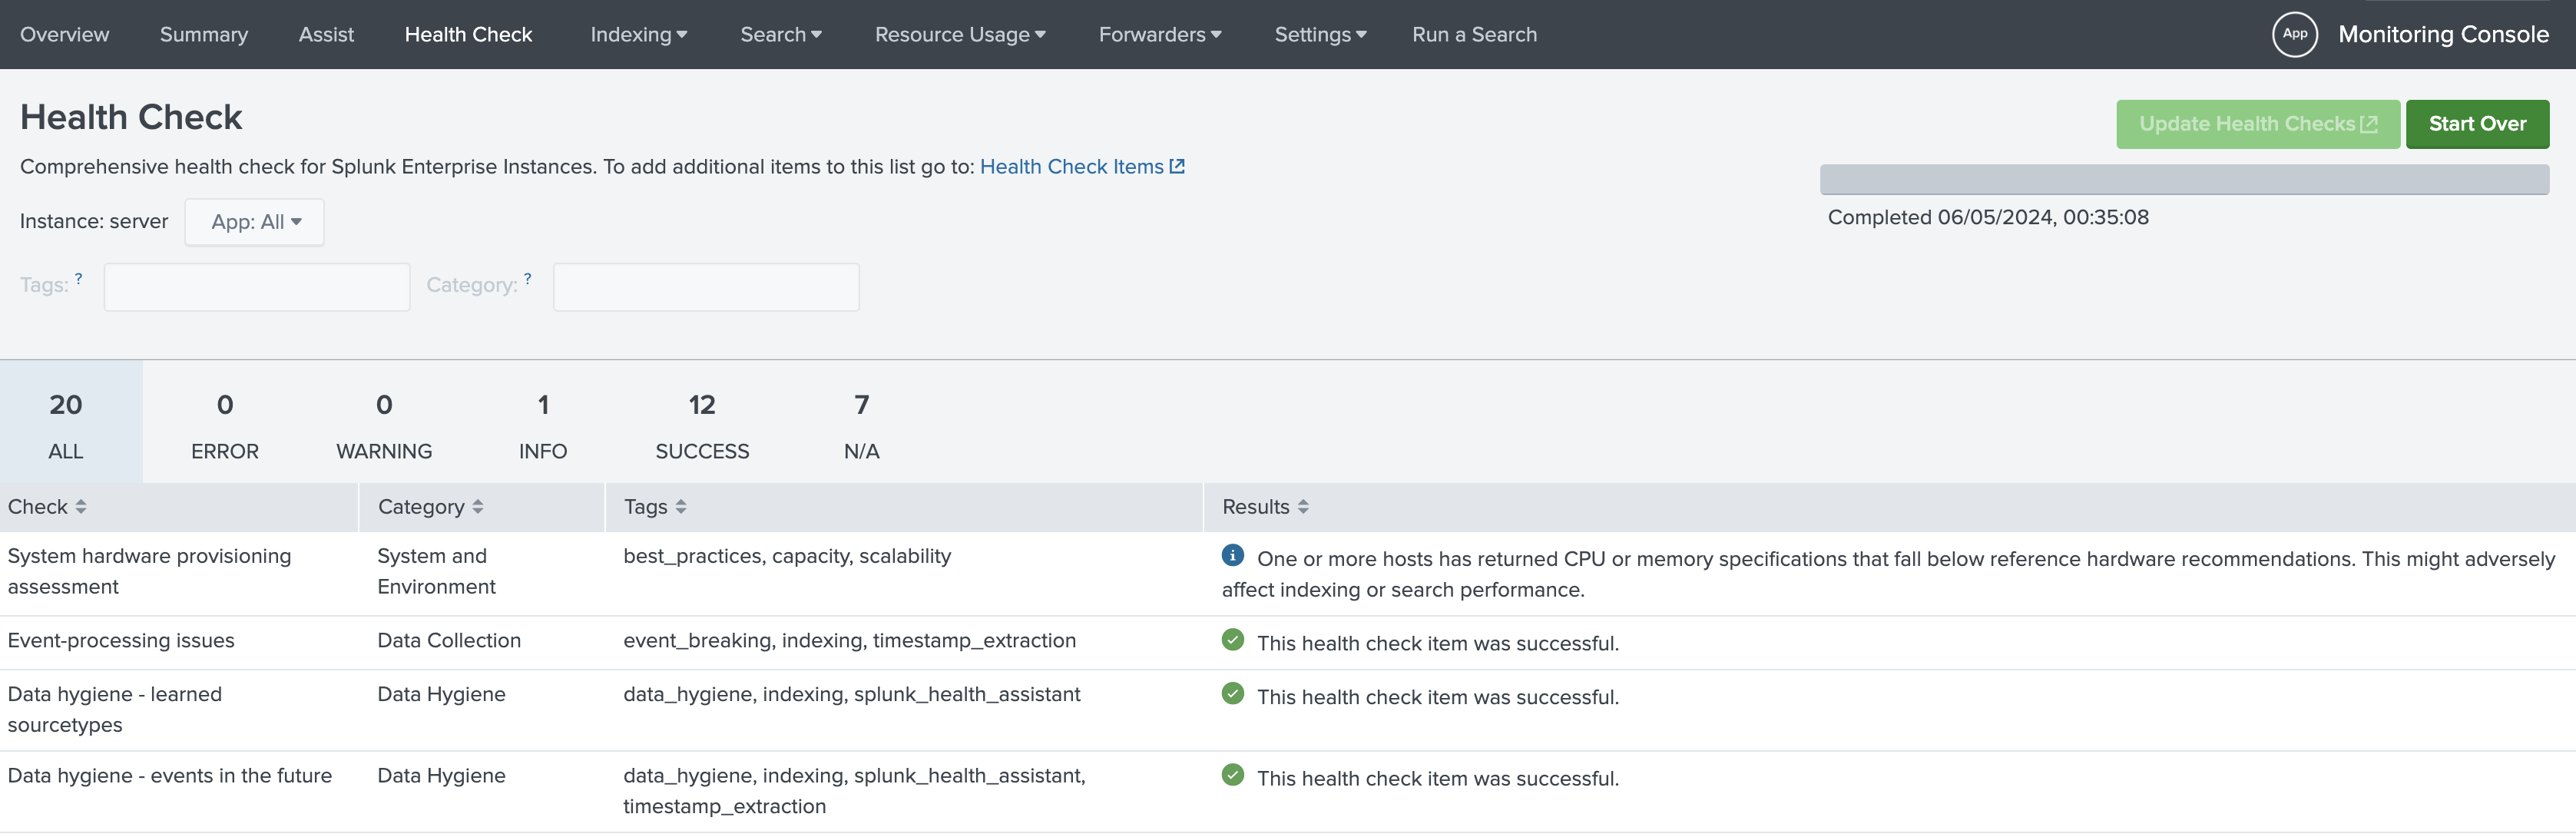 Overview Summary Assist Health Check Indexing Search Resource Usage Forwarders Settings Run a Search App Monitoring Console
Health Check
Update Health Checks Start Over
Comprehensive health check for Splunk Enterprise Instances. To add additional items to this list go to: Health Check Items
Completed 06/05/2024, 00:35:08
Instance: server App: All
Tags: ? Category: ?
20 0 0 1 12 7
ALL ERROR WARNING INFO SUCCESS N/A
Check Category Tags Results
System hardware provisioning
assessment
System and
Environment
best_practices, capacity, scalability
One or more hosts has returned CPU or memory specifications that fall below reference hardware recommendations. This might adversely
affect indexing or search performance.
Event-processing issues Data Collection event_breaking, indexing, timestamp_extraction This health check item was successful.
Data hygiene - learned
sourcetypes
Data Hygiene
data_hygiene, indexing, splunk_health_assistant
This health check item was successful.
Data hygiene - events in the future
Data Hygiene
data_hygiene, indexing, splunk_health_assistant,
timestamp_extraction
This health check item was successful.